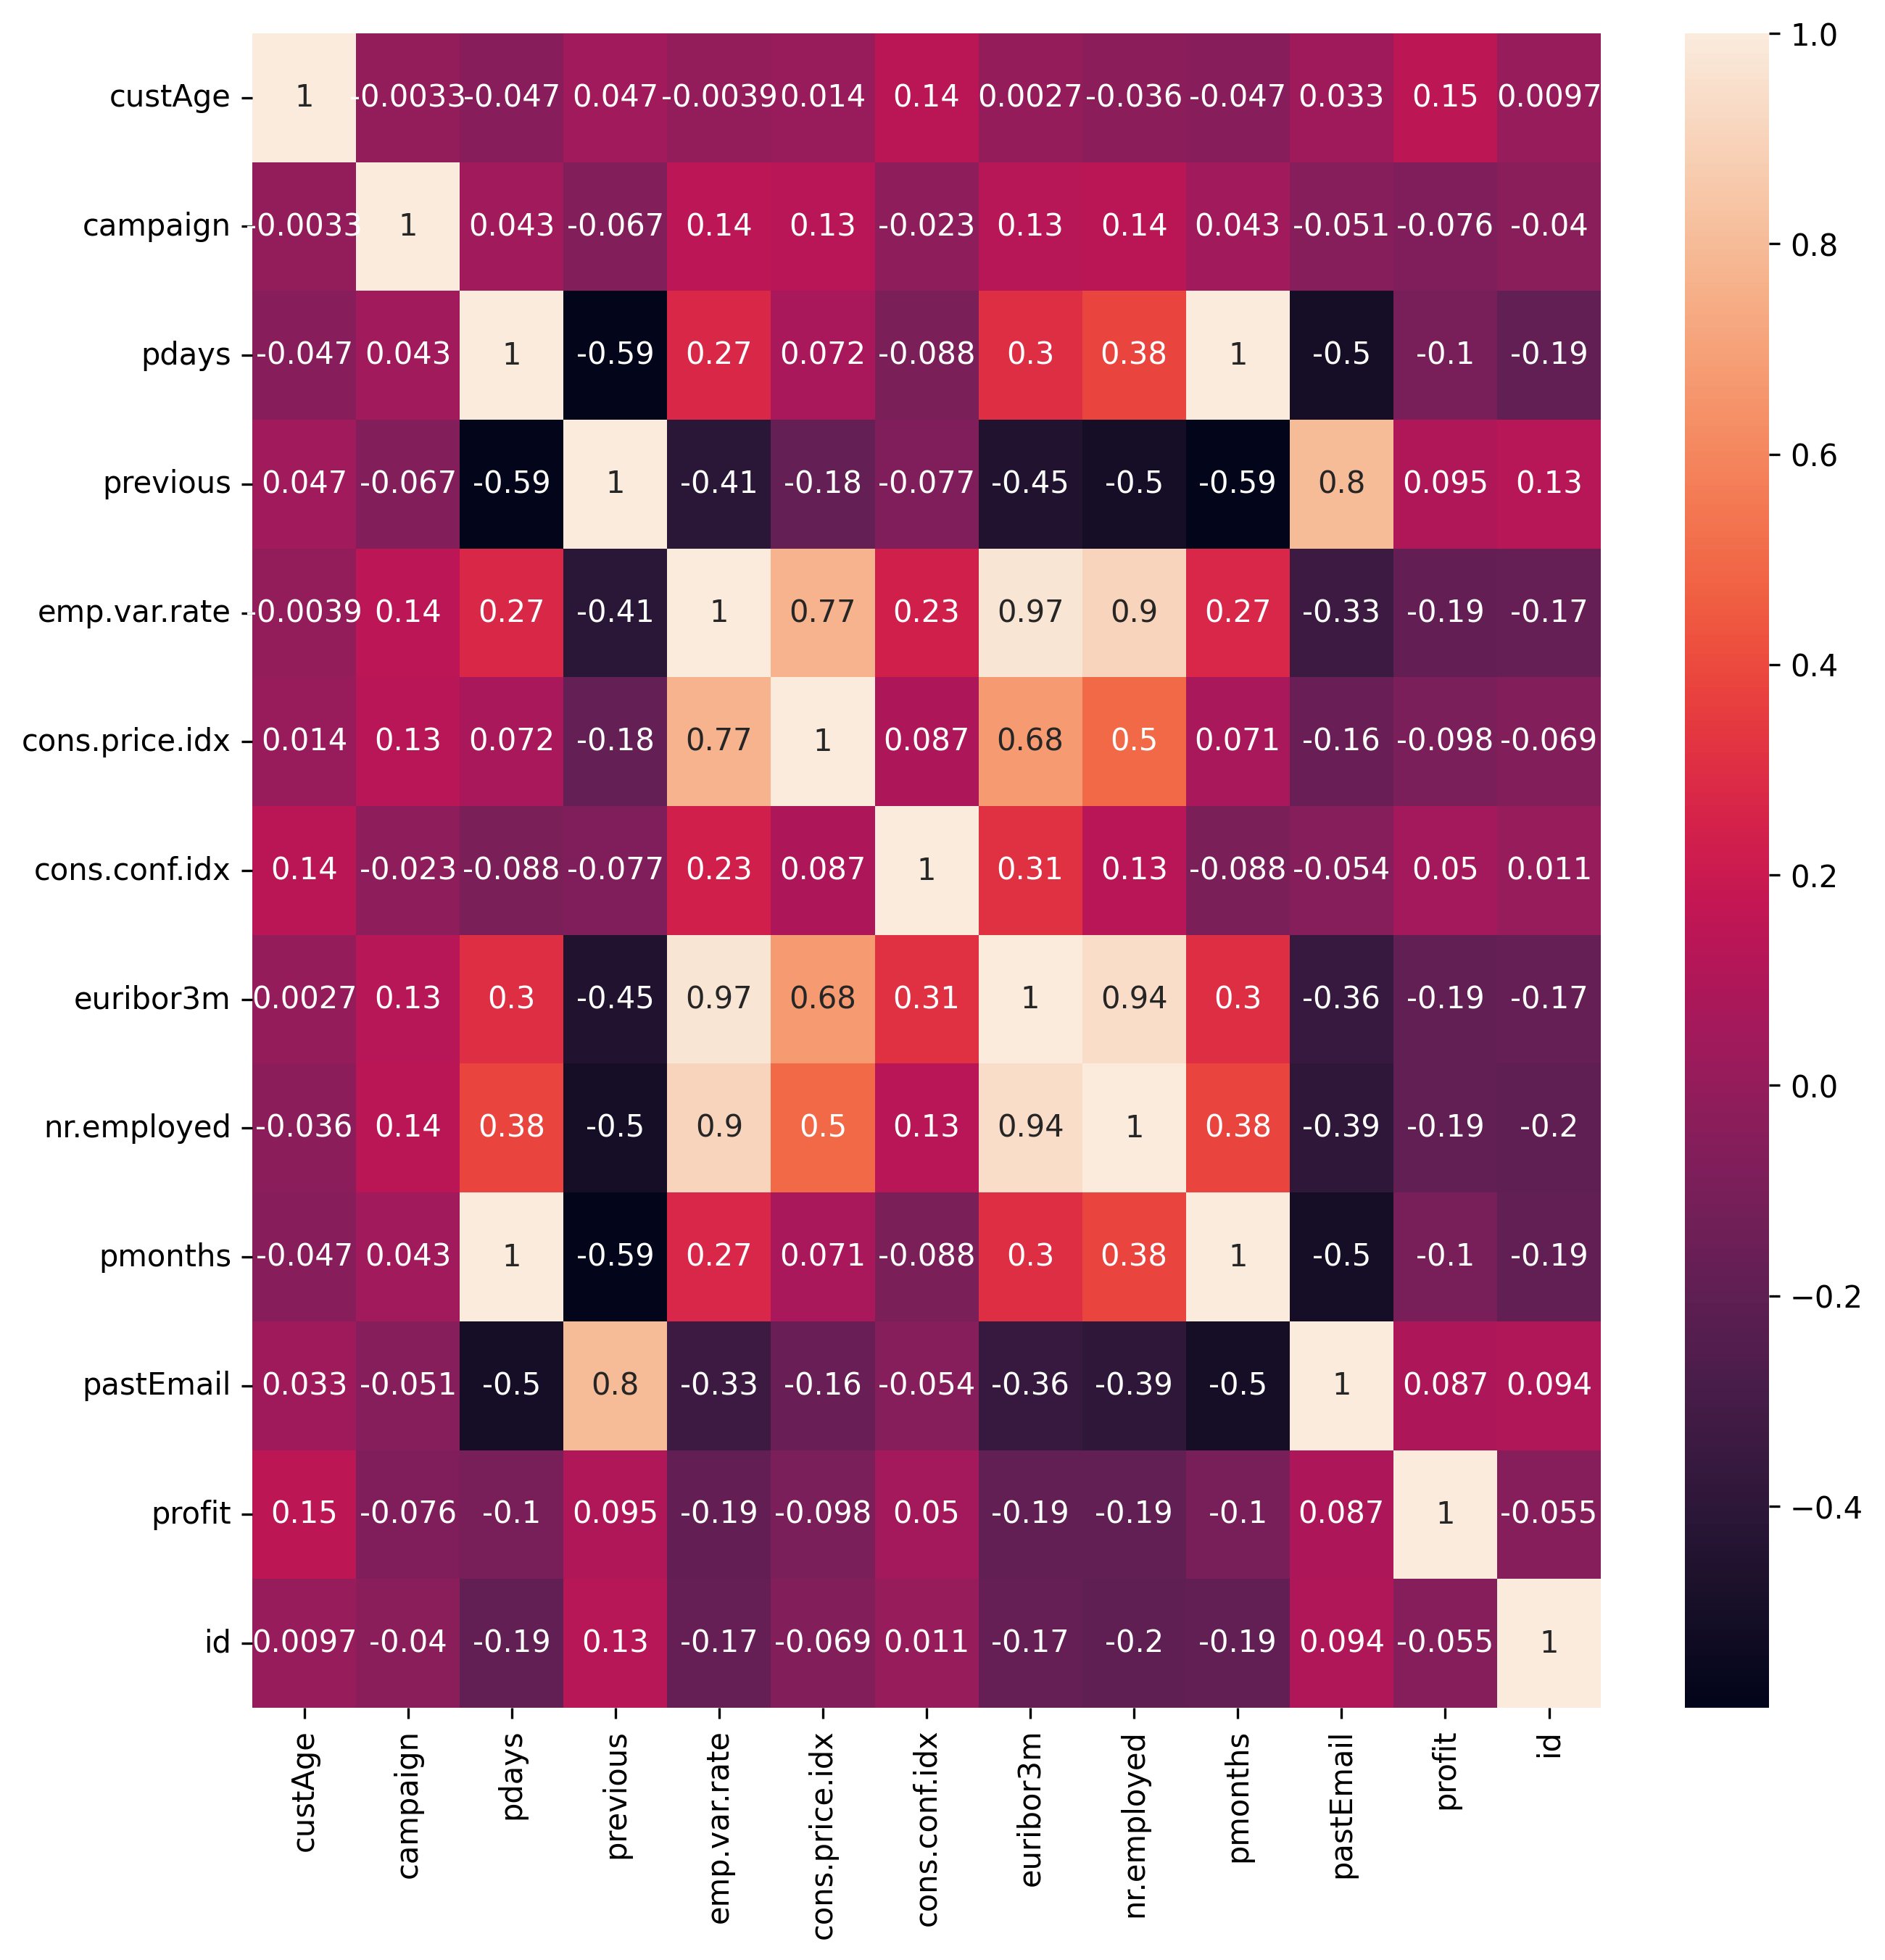 custAge 1 -0.0033 -0.047 0.047 -0.0039 0.014 0.14 0.0027 -0.036 -0.047 0.033 0.15 0.0097
campaign -0.0033 1 0.043 -0.067 0.14 0.13 -0.023 0.13 0.14 0.043 -0.051 -0.076 -0.04
pdays -0.047 0.043 1 -0.59 0.27 0.072 -0.088 0.3 0.38 1 -0.5 -0.1 -0.19
previous 0.047 -0.067 -0.59 1 -0.41 -0.18 -0.077 -0.45 -0.5 -0.59 0.8 0.095 0.13
emp.var.rate -0.0039 0.14 0.27 -0.41 1 0.77 0.23 0.97 0.9 0.27 -0.33 -0.19 -0.17
cons.price.idx 0.014 0.13 0.072 -0.18 0.77 1 0.087 0.68 0.5 0.071 -0.16 -0.098 -0.069
cons.conf.idx 0.14 -0.023 -0.088 -0.077 0.23 0.087 1 0.31 0.13 -0.088 -0.054 0.05 0.011
euribor3m 0.0027 0.13 0.3 -0.45 0.97 0.68 0.31 1 0.94 0.3 -0.36 -0.19 -0.17
nr.employed -0.036 0.14 0.38 -0.5 0.9 0.5 0.13 0.94 1 0.38 -0.39 -0.19 -0.2
pmonths -0.047 0.043 1 -0.59 0.27 0.071 -0.088 0.3 0.38 1 -0.5 -0.1 -0.19
pastEmail 0.033 -0.051 -0.5 0.8 -0.33 -0.16 -0.054 -0.36 -0.39 -0.5 1 0.087 0.094
profit 0.15 -0.076 -0.1 0.095 -0.19 -0.098 0.05 -0.19 -0.19 -0.1 0.087 1 -0.055
id 0.0097 -0.04 -0.19 0.13 -0.17 -0.069 0.011 -0.17 -0.2 -0.19 0.094 -0.055 1
custAge campaign pdays previous emp.var.rate cons.price.idx cons.conf.idx euribor3m nr.employed pmonths pastEmail profit id
1.0
0.8
0.6
0.4
0.2
0.0
−0.2
−0.4